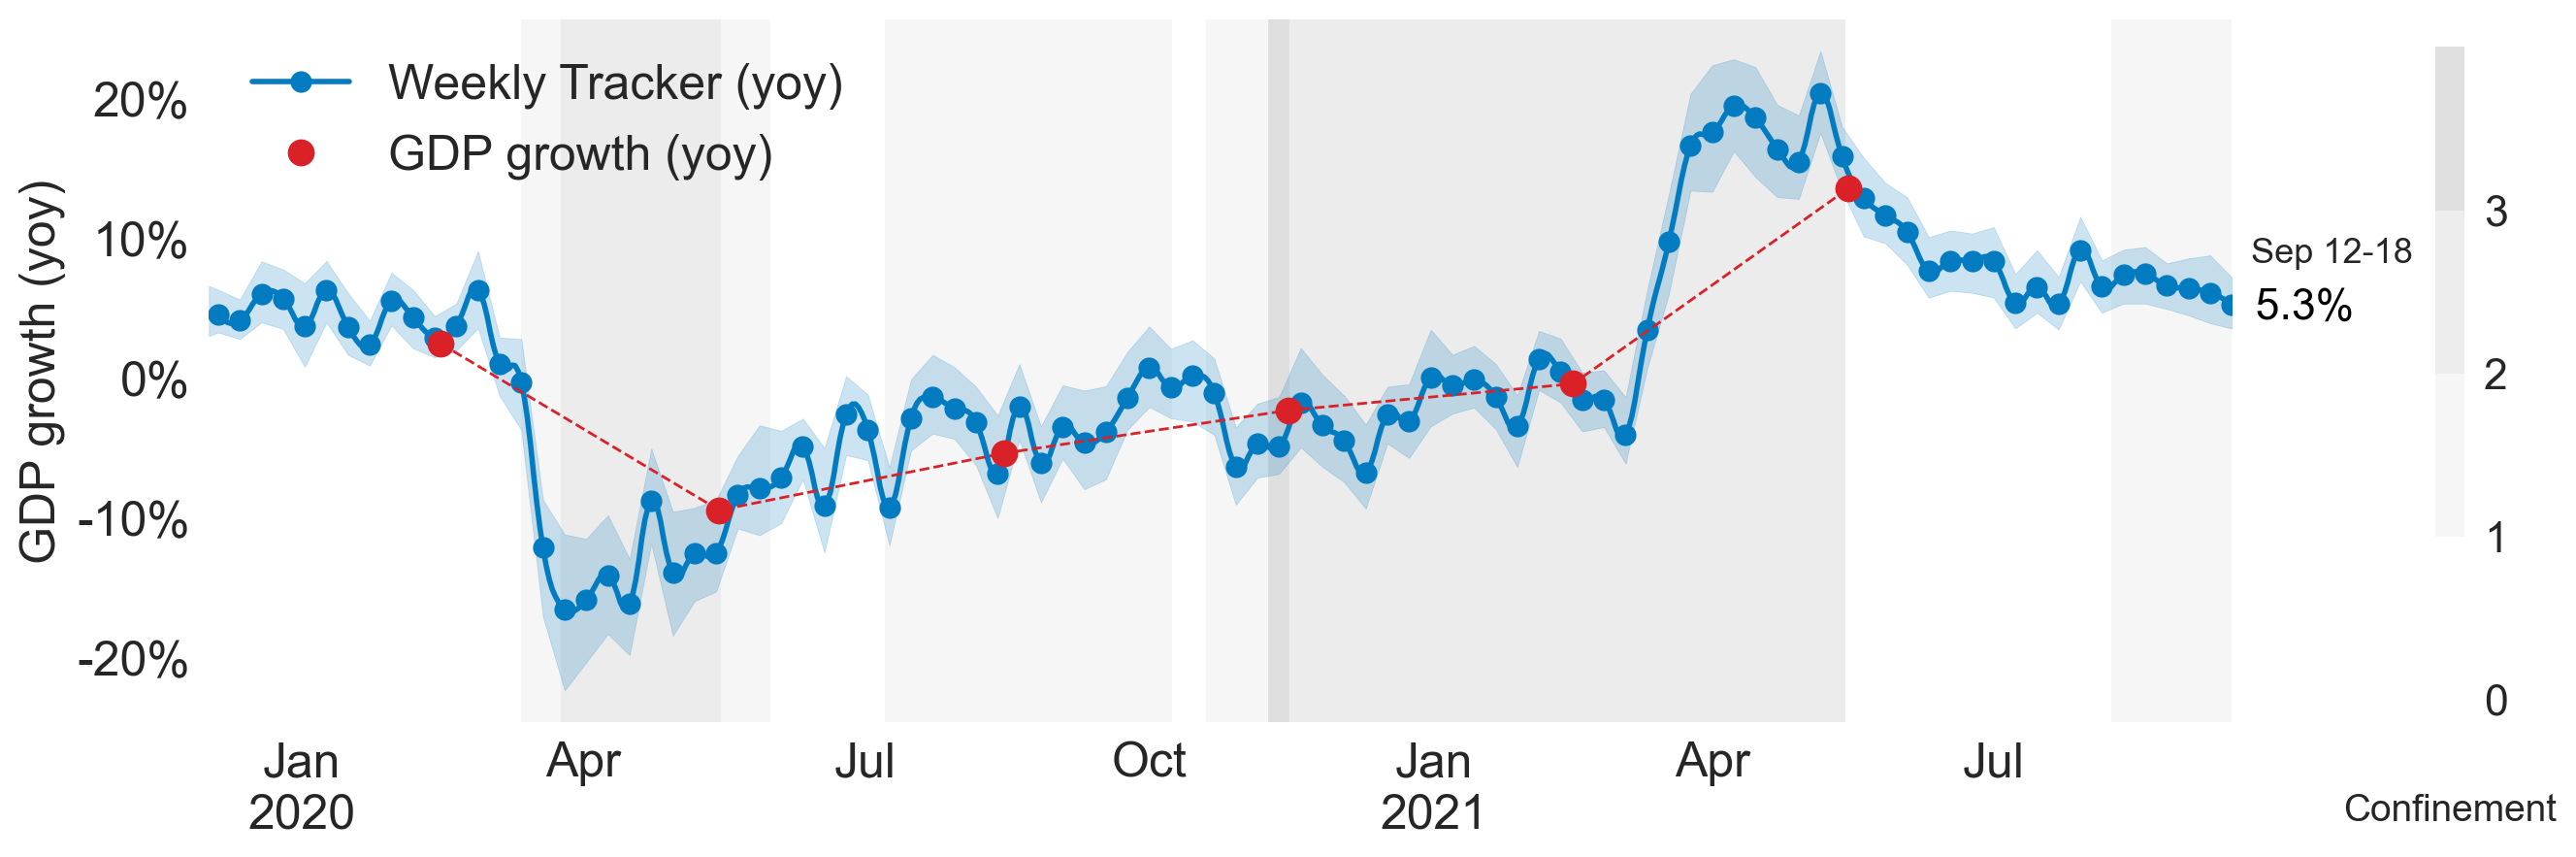 Weekly Tracker (yoy)
GDP growth (yoy)
GDP growth (yoy)
20%
10%
0%
-10%
-20%
Jan
2020
Apr
Jul
Oct
Jan
2021
Apr
Jul
Sep 12-18
5.3%
3
2
1
0
Confinement